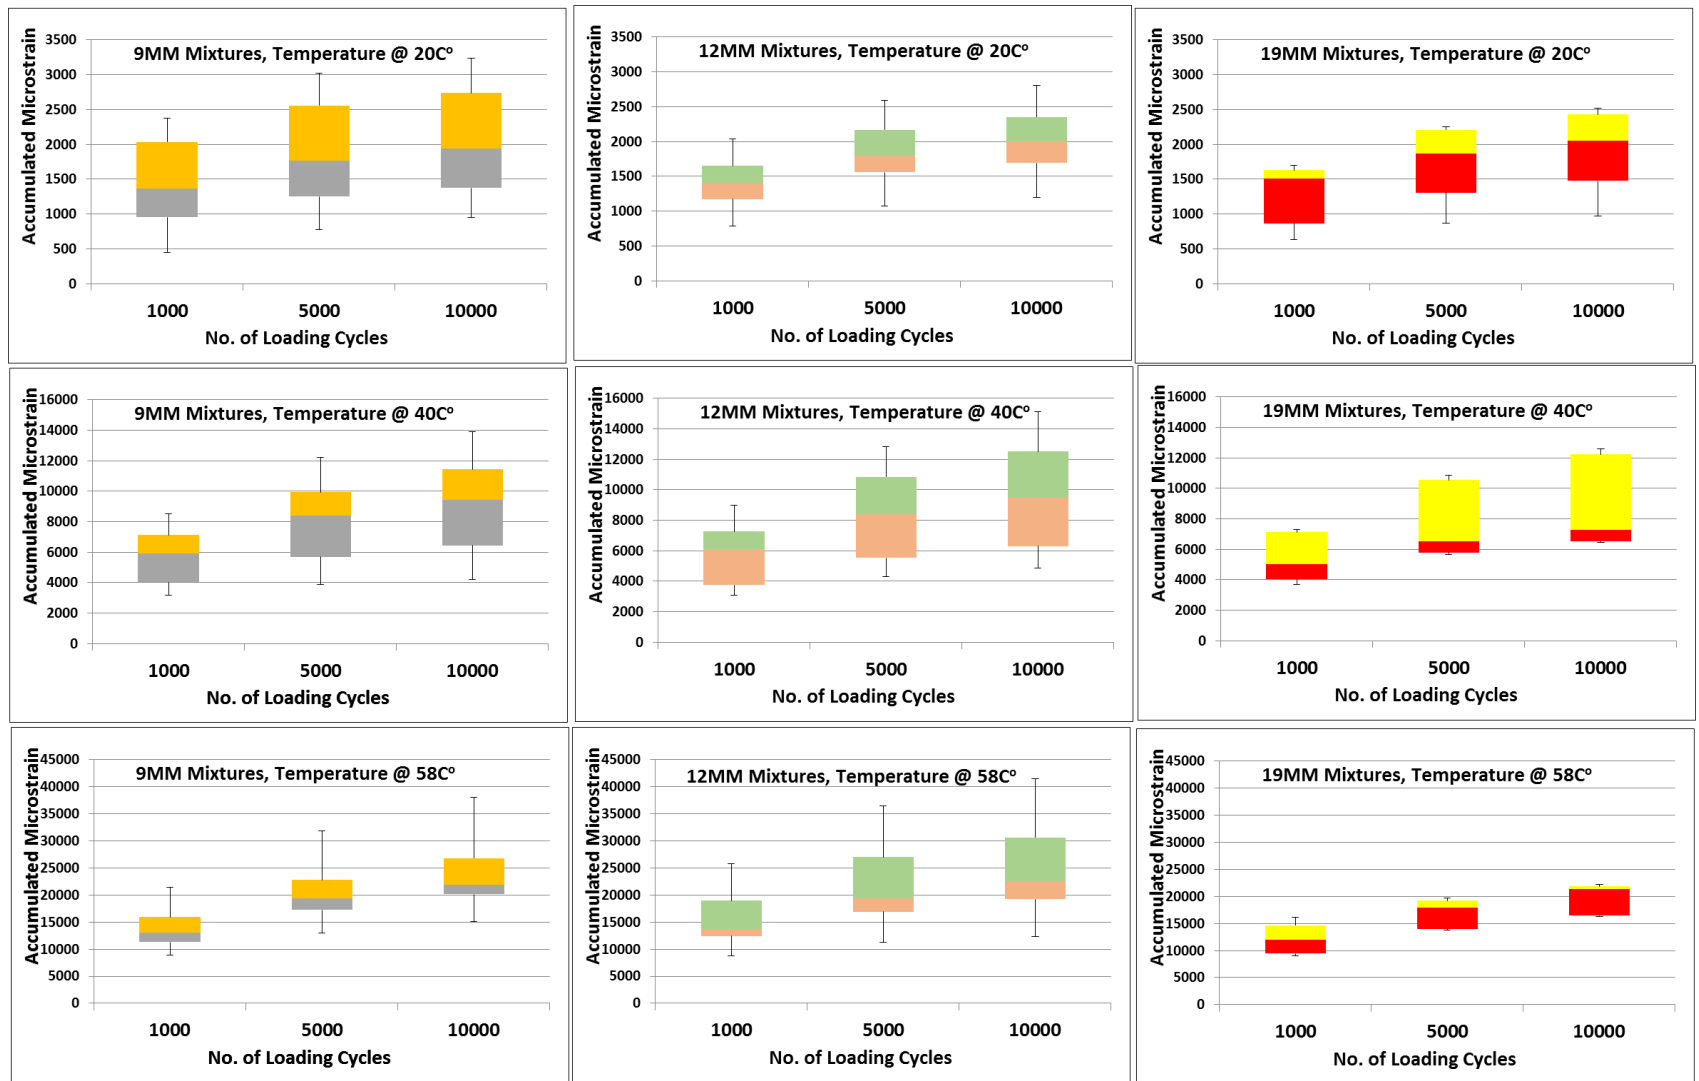 9MM Mixtures, Temperature @ 20Cº
Accumulated Microstrain
3500
3000
2500
2000
1500
1000
500
0
1000 5000 10000
No. of Loading Cycles
12MM Mixtures, Temperature @ 20Cº
Accumulated Microstrain
3500
3000
2500
2000
1500
1000
500
0
1000 5000 10000
No. of Loading Cycles
19MM Mixtures, Temperature @ 20Cº
Accumulated Microstrain
3500
3000
2500
2000
1500
1000
500
0
1000 5000 10000
No. of Loading Cycles
9MM Mixtures, Temperature @ 40Cº
Accumulated Microstrain
16000
14000
12000
10000
8000
6000
4000
2000
0
1000 5000 10000
No. of Loading Cycles
12MM Mixtures, Temperature @ 40Cº
Accumulated Microstrain
16000
14000
12000
10000
8000
6000
4000
2000
0
1000 5000 10000
No. of Loading Cycles
19MM Mixtures, Temperature @ 40Cº
Accumulated Microstrain
16000
14000
12000
10000
8000
6000
4000
2000
0
1000 5000 10000
No. of Loading Cycles
9MM Mixtures, Temperature @ 58Cº
Accumulated Microstrain
45000
40000
35000
30000
25000
20000
15000
10000
5000
0
1000 5000 10000
No. of Loading Cycles
12MM Mixtures, Temperature @ 58Cº
Accumulated Microstrain
45000
40000
35000
30000
25000
20000
15000
10000
5000
0
1000 5000 10000
No. of Loading Cycles
19MM Mixtures, Temperature @ 58Cº
Accumulated Microstrain
45000
40000
35000
30000
25000
20000
15000
10000
5000
0
1000 5000 10000
No. of Loading Cycles